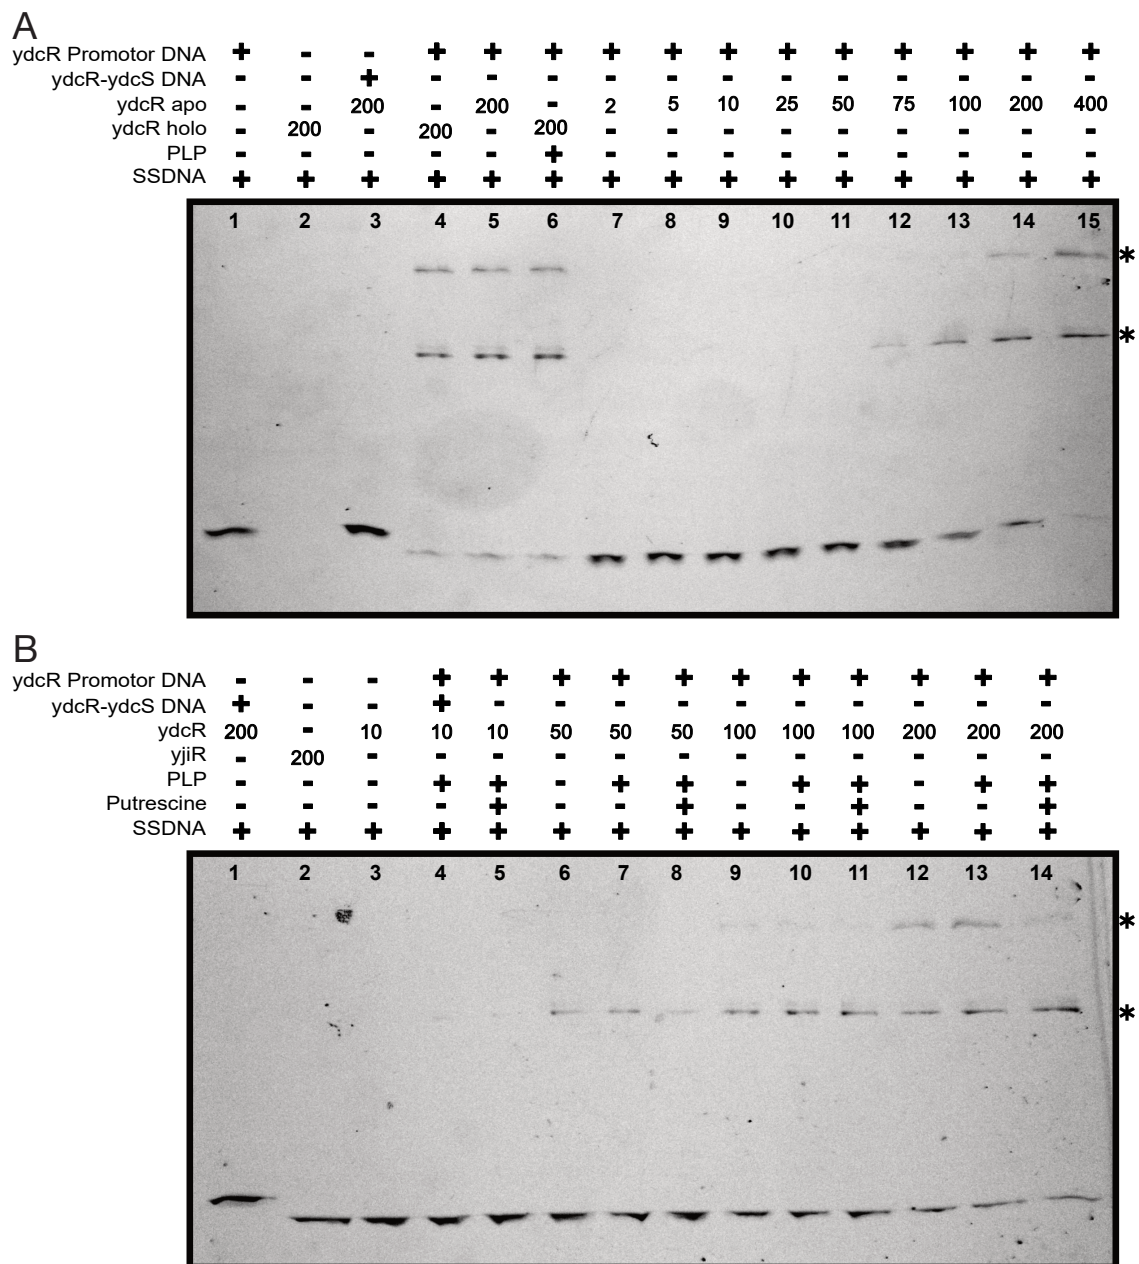 A
ydcR Promotor DNA + - - + + + + + + + + + + + +
ydcR-ydcS DNA - - + - - - - - - - - - - - -
ydcR apo - - 200 - 200 - 2 5 10 25 50 75 100 200 400
ydcR holo - 200 - 200 - 200 - - - - - - - - -
PLP - - - - - + - - - - - - - - -
SSDNA + + + + + + + + + + + + + + +
1 2 3 4 5 6 7 8 9 10 11 12 13 14 15
*
*
B
ydcR Promotor DNA - - - + + + + + + + + + + +
ydcR-ydcS DNA + - - + - - - - - - - - - -
ydcR 200 - 10 10 10 50 50 50 100 100 100 200 200 200
yjiR - 200 - - - - - - - - - - - -
PLP - - - + + - + + - + + - + +
Putrescine - - - - + - - + - - + - - +
SSDNA + + + + + + + + + + + + + +
1 2 3 4 5 6 7 8 9 10 11 12 13 14
*
*